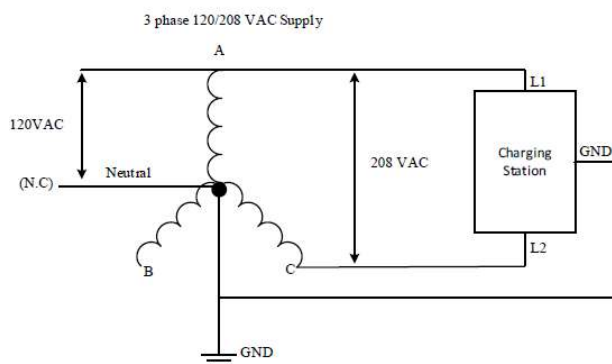 3 phase 120/208 VAC Supply
A
L1
120VAC
208 VAC
Charging
Station
GND
(N.C)
Neutral
L2
B
C
GND